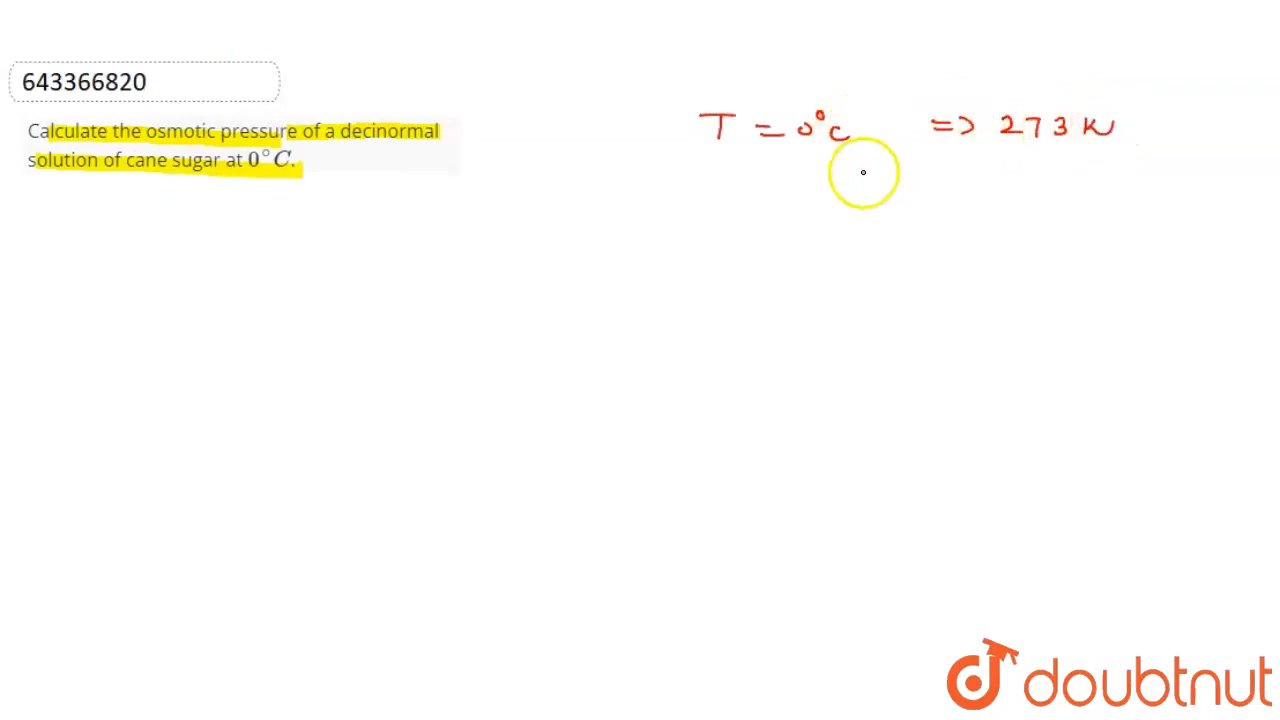 643366820
Calculate the osmotic pressure of a decinormal
solution of cane sugar at 0°C.
T = 0°C => 273 K
doubtnut